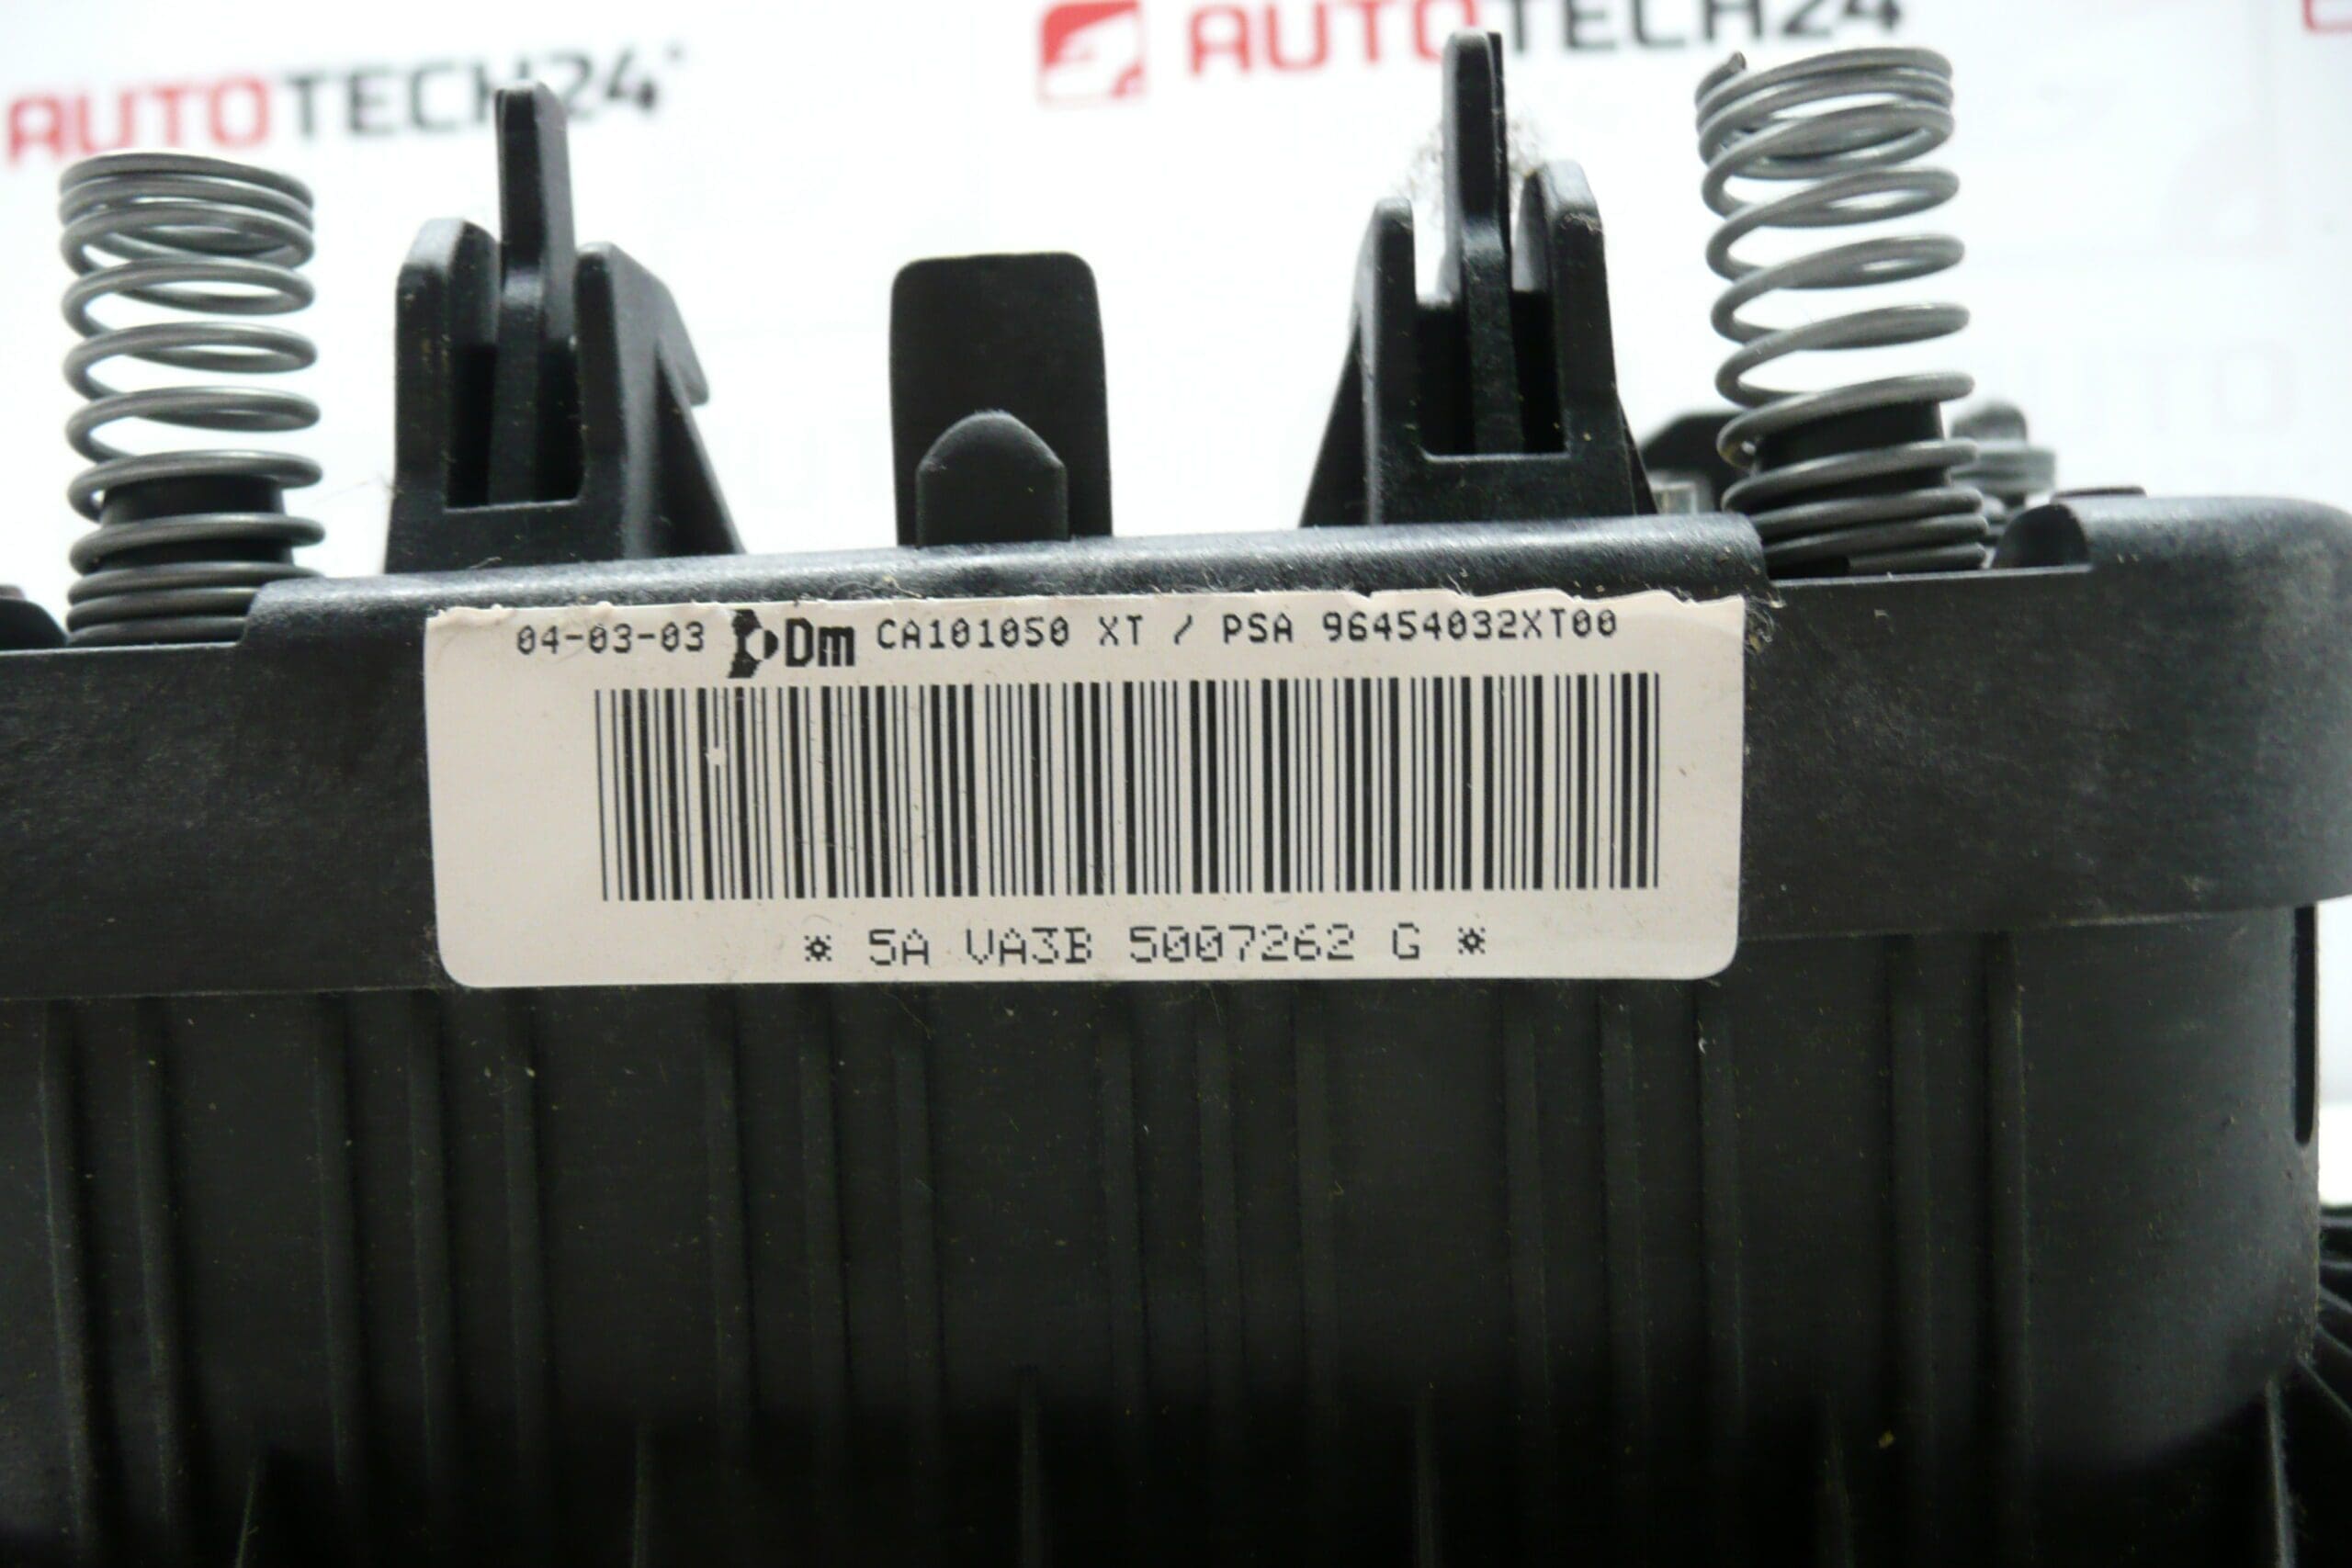 AUTOTECH24
AUTOTECH24
04-03-03 Dm CA101050 XT / PSA 96454032XT00
* 5A VA3B 5007262 G *